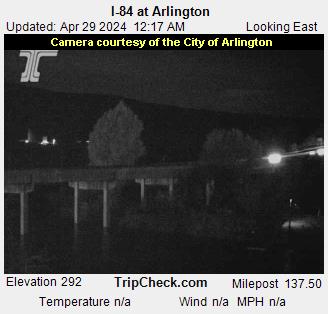 I-84 at Arlington
Updated: Apr 29 2024 12:17 AM Looking East
Camera courtesy of the City of Arlington
Elevation 292 TripCheck.com Milepost 137.50
Temperature n/a Wind n/a MPH n/a